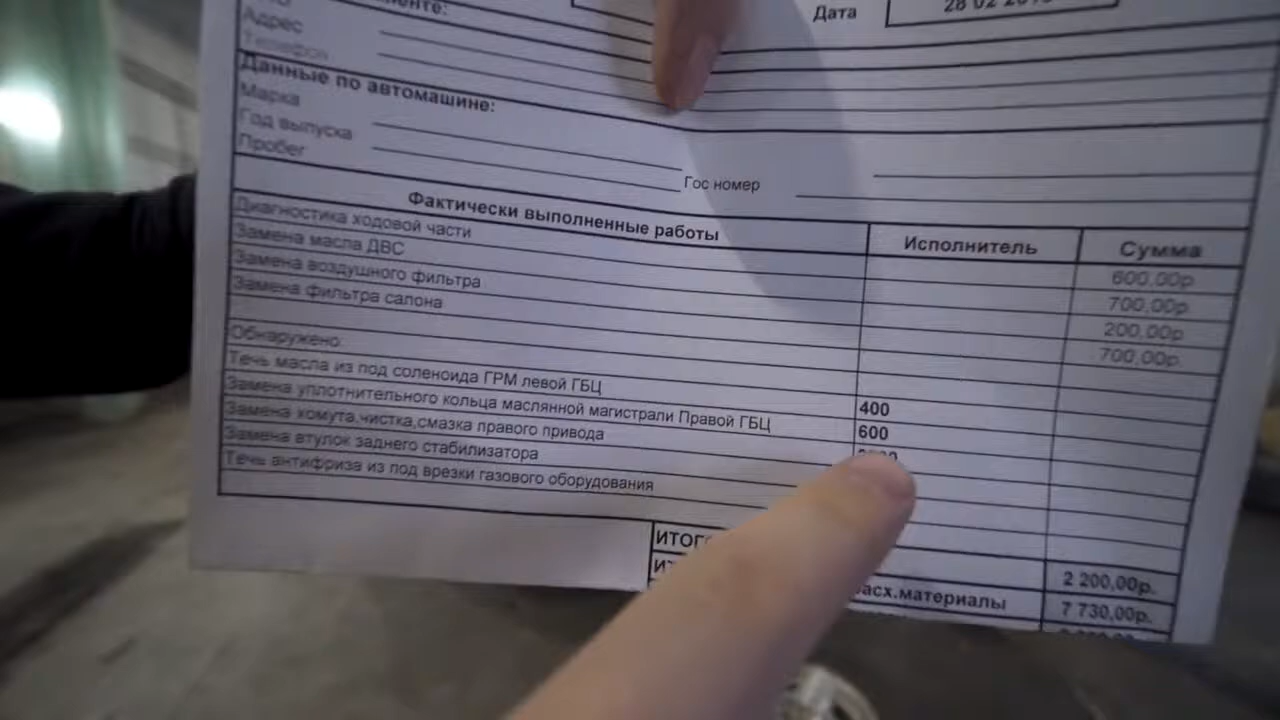 Дата
28 02
Адрес
Телефон
Данные по автомашине:
Марка
Год выпуска
Пробег
Гос номер
Фактически выполненные работы Исполнитель Сумма
Диагностика ходовой части 600,00р
Замена масла ДВС 700,00р
Замена воздушного фильтра 200,00р
Замена фильтра салона 700,00р.
Обнаружено
Течь масла из под соленоида ГРМ левой ГБЦ
Замена уплотнительного кольца маслянной магистрали Правой ГБЦ 400
Замена хомута,чистка,смазка правого привода 600
Замена втулок заднего стабилизатора
Течь антифриза из под врезки газового оборудования
2 200,00р.
расх.материалы 7 730,00р.